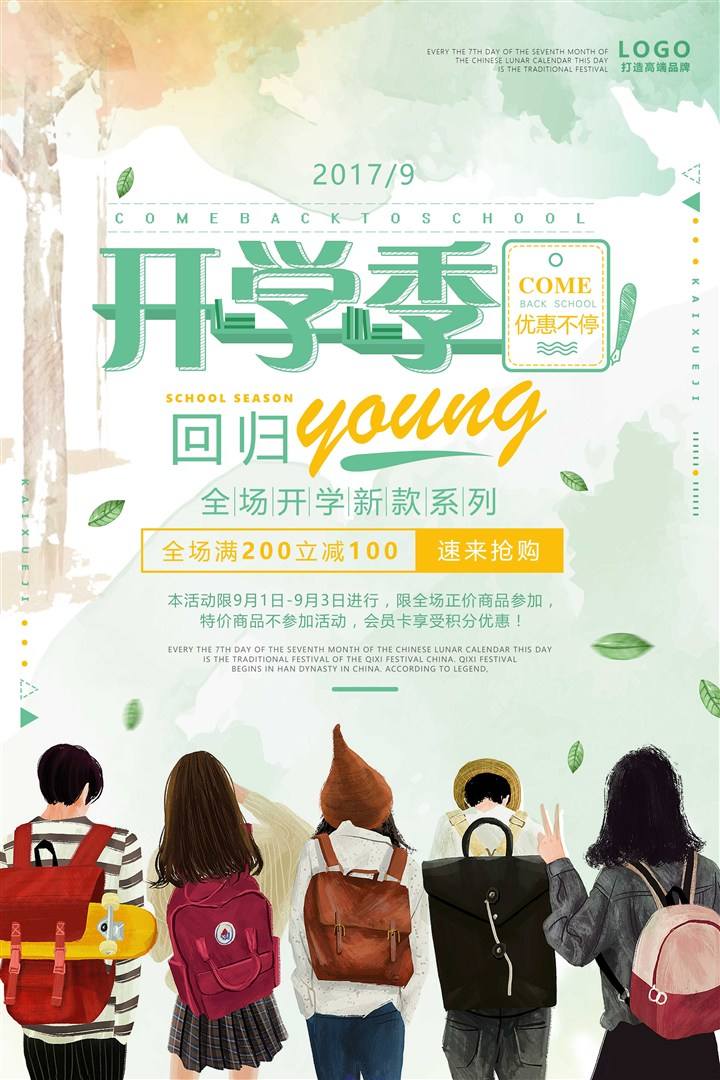 EVERY THE 7TH DAY OF THE SEVENTH MONTH OF
THE CHINESE LUNAR CALENDAR THIS DAY
IS THE TRADITIONAL FESTIVAL
LOGO
打造高端品牌
2017/9
COMEBACKTOSCHOOL
开学季
COME
BACK SCHOOL
优惠不停
SCHOOL SEASON
回归young
全场开学新款系列
全场满200立减100
速来抢购
本活动限9月1日-9月3日进行，限全场正价商品参加，
特价商品不参加活动，会员卡享受积分优惠！
EVERY THE 7TH DAY OF THE SEVENTH MONTH OF THE CHINESE LUNAR CALENDAR THIS DAY
IS THE TRADITIONAL FESTIVAL OF THE QIXI FESTIVAL CHINA. QIXI FESTIVAL
BEGINS IN HAN DYNASTY IN CHINA. ACCORDING TO LEGEND,
KAIXUEJI
KAIXUEJI